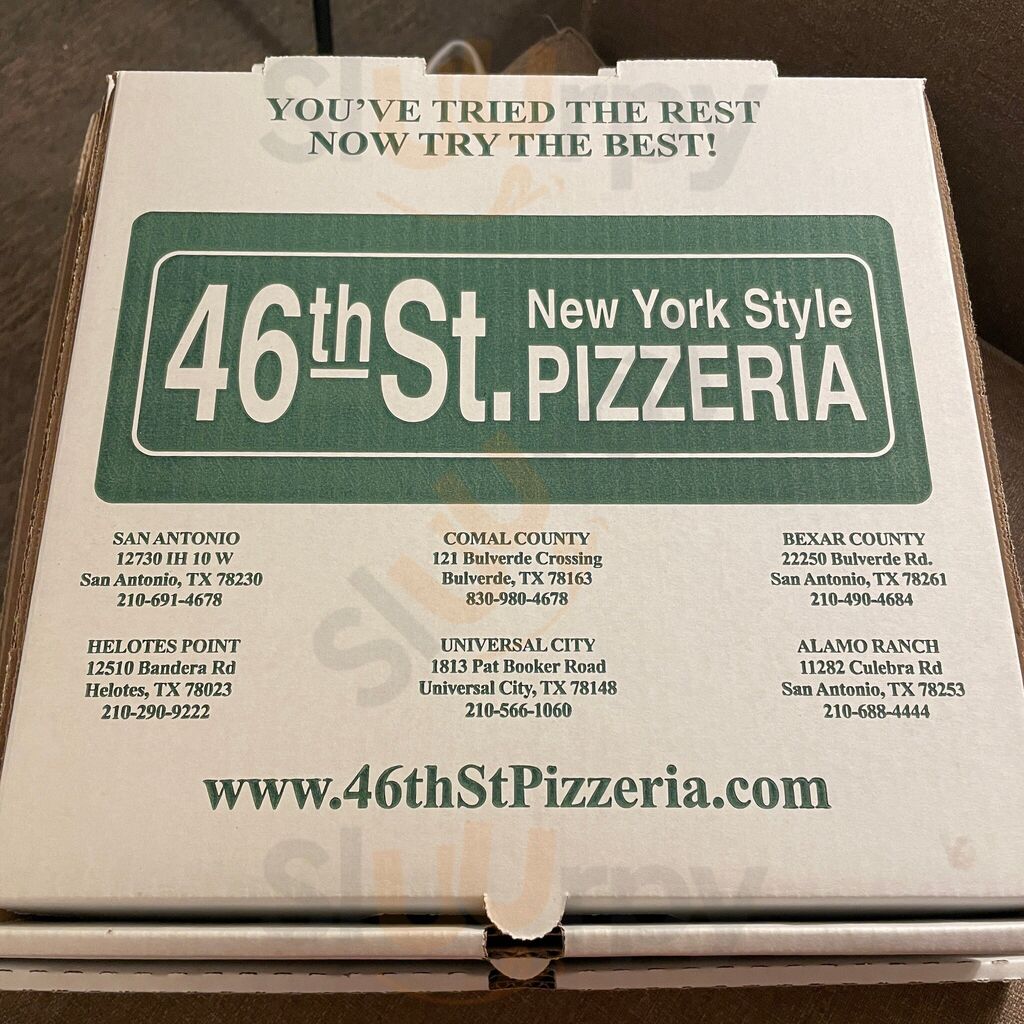 YOU'VE TRIED THE REST
NOW TRY THE BEST!
46th St. New York Style
PIZZERIA
SAN ANTONIO
12730 IH 10 W
San Antonio, TX 78230
210-691-4678
COMAL COUNTY
121 Bulverde Crossing
Bulverde, TX 78163
830-980-4678
BEXAR COUNTY
22250 Bulverde Rd.
San Antonio, TX 78261
210-490-4684
HELOTES POINT
12510 Bandera Rd
Helotes, TX 78023
210-290-9222
UNIVERSAL CITY
1813 Pat Booker Road
Universal City, TX 78148
210-566-1060
ALAMO RANCH
11282 Culebra Rd
San Antonio, TX 78253
210-688-4444
www.46thStPizzeria.com
sluurpy
sluurpy
sluurpy